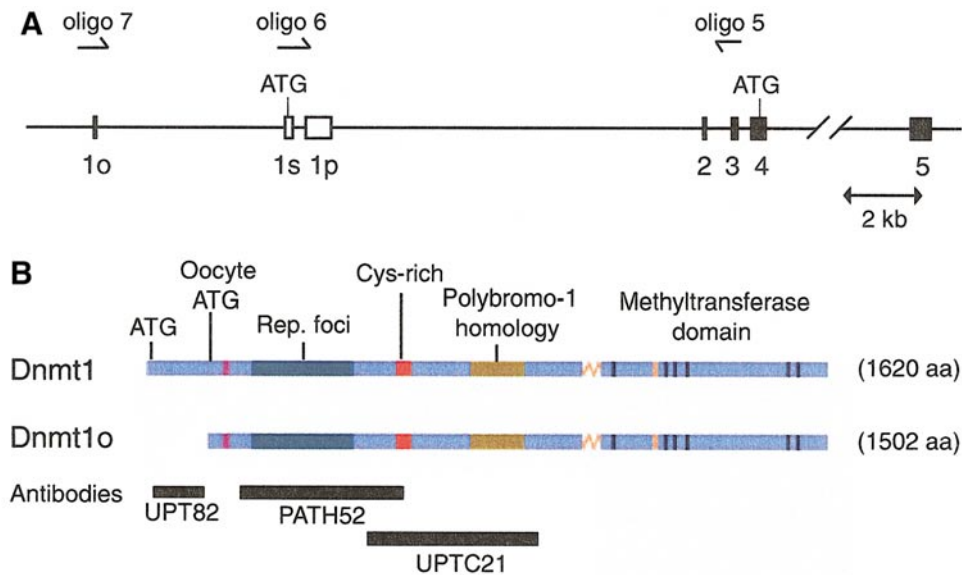 A
oligo 7
oligo 6
oligo 5
ATG
ATG
1o
1s
1p
2
3
4
5
2 kb
B
ATG
Oocyte
ATG
Rep. foci
Cys-rich
Polybromo-1
homology
Methyltransferase
domain
Dnmt1
(1620 aa)
Dnmt1o
(1502 aa)
Antibodies
UPT82
PATH52
UPTC21